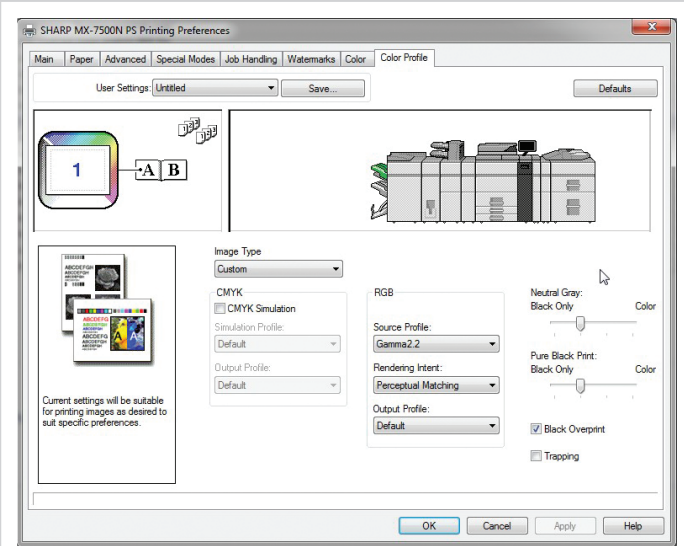 SHARP MX-7500N PS Printing Preferences
Main Paper Advanced Special Modes Job Handling Watermarks Color Color Profile
User Settings: Untitled Save... Defaults
1 A B
Image Type
Custom
CMYK
CMYK Simulation
Simulation Profile:
Default
Output Profile:
Default
RGB
Source Profile:
Gamma2.2
Rendering Intent:
Perceptual Matching
Output Profile:
Default
Neutral Gray:
Black Only Color
Pure Black Print:
Black Only Color
Black Overprint
Trapping
ABCDEFGH
ABCDEFG
Current settings will be suitable
for printing images as desired to
suit specific preferences.
OK Cancel Apply Help